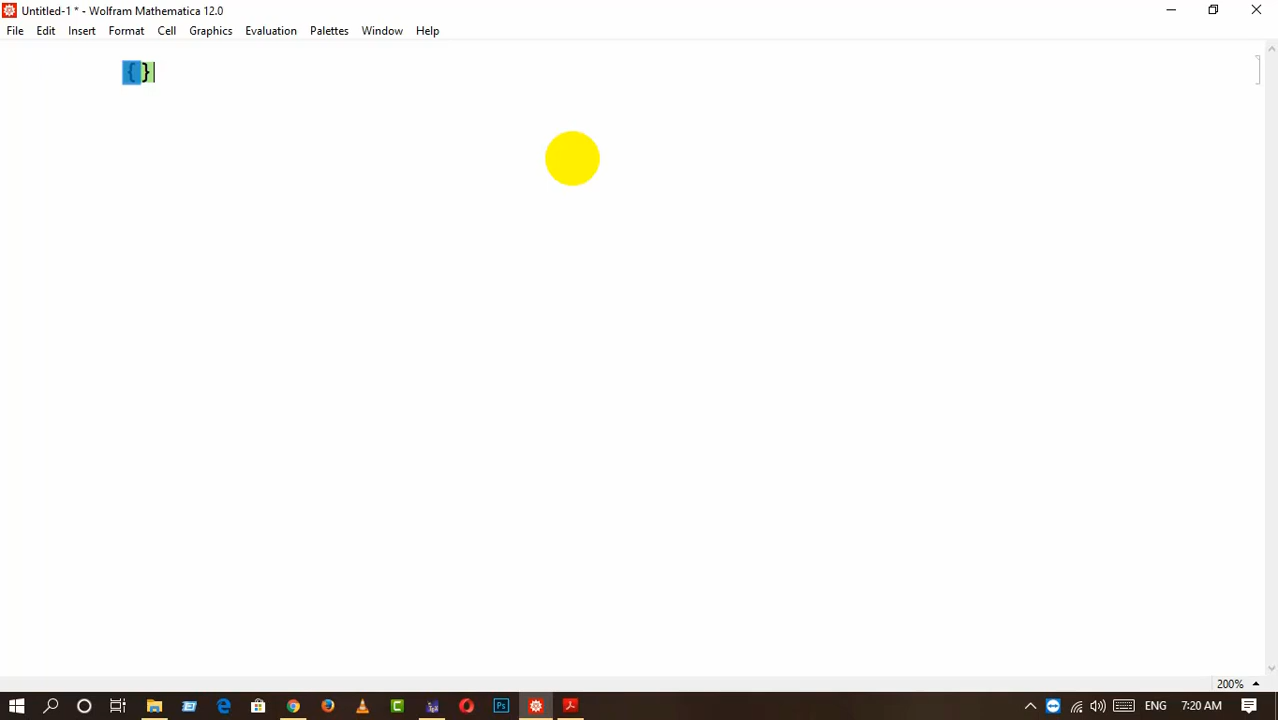 Untitled-1 * - Wolfram Mathematica 12.0
File Edit Insert Format Cell Graphics Evaluation Palettes Window Help
{}
200%
Ps ENG 7:20 AM